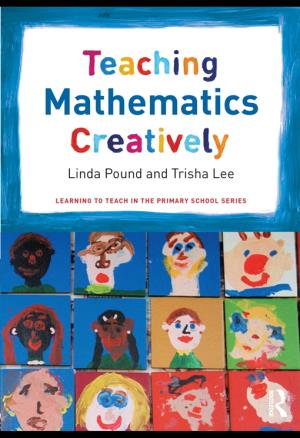 Teaching
Mathematics
Creatively
Linda Pound and Trisha Lee
LEARNING TO TEACH IN THE PRIMARY SCHOOL SERIES
R